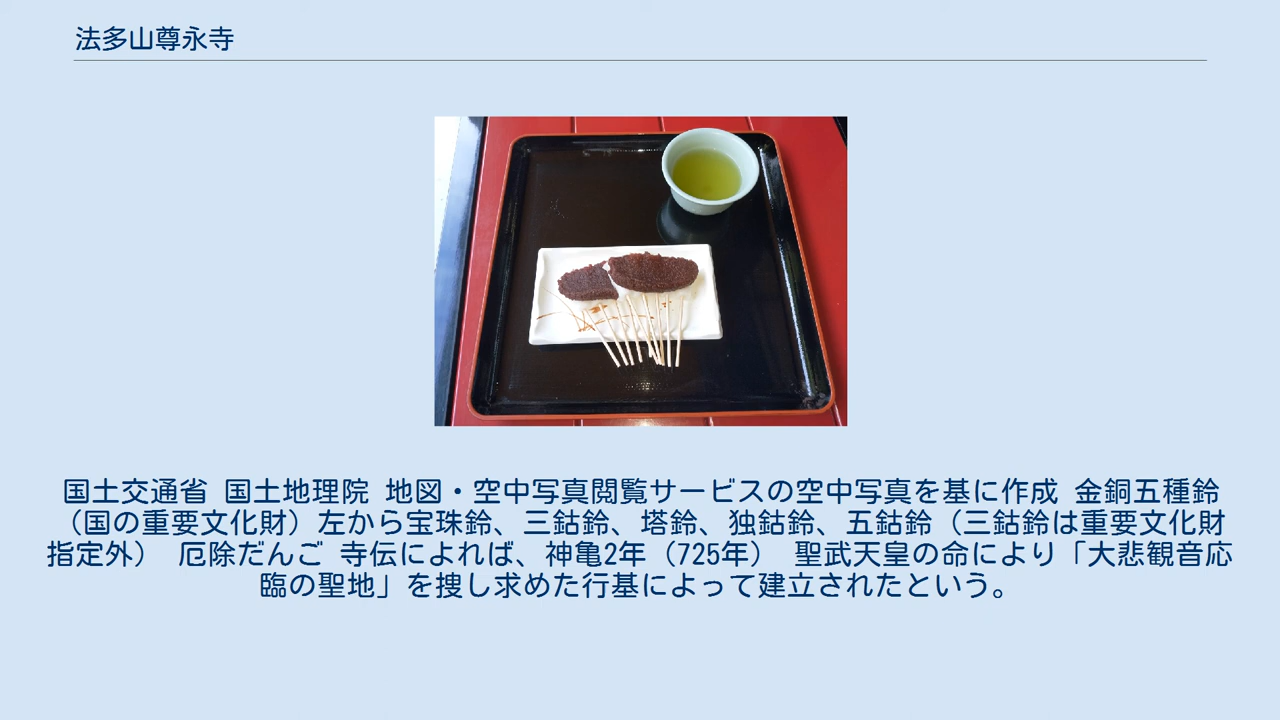 法多山尊永寺
国土交通省 国土地理院 地図・空中写真閲覧サービスの空中写真を基に作成 金銅五種鈴
（国の重要文化財）左から宝珠鈴、三鈷鈴、塔鈴、独鈷鈴、五鈷鈴（三鈷鈴は重要文化財
指定外） 厄除だんご 寺伝によれば、神亀2年（725年） 聖武天皇の命により「大悲観音応
臨の聖地」を捜し求めた行基によって建立されたという。